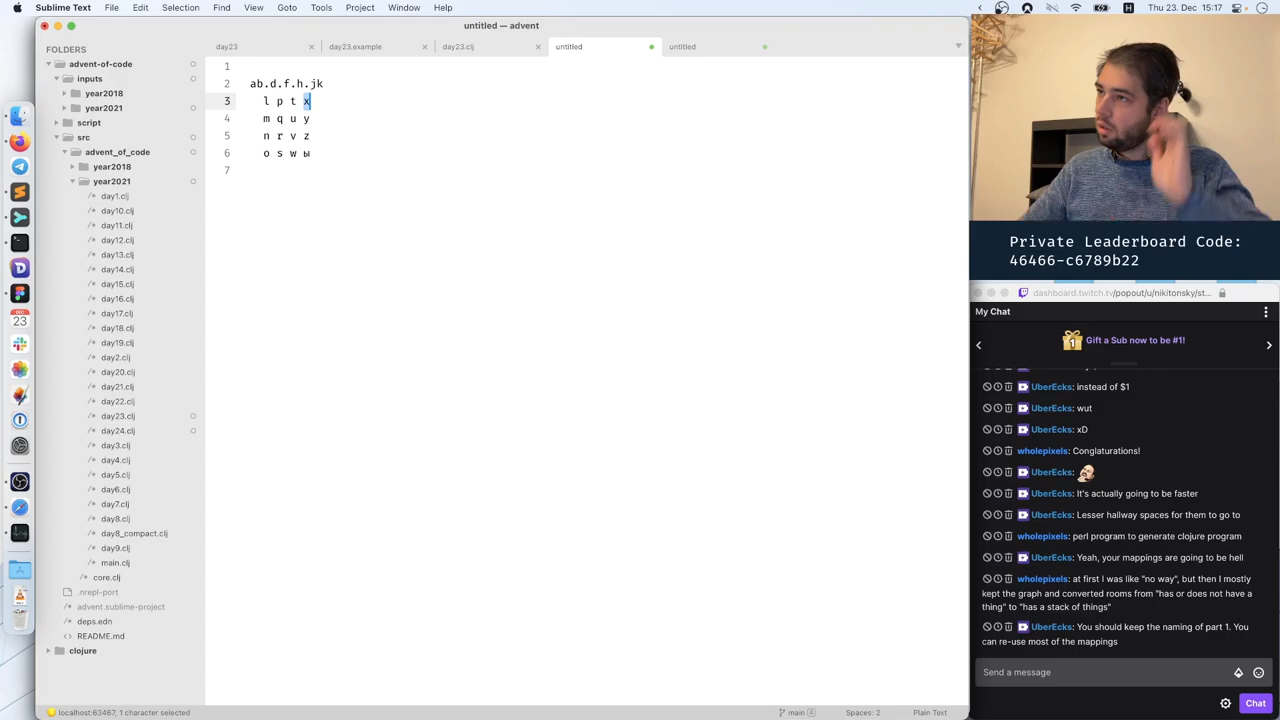 Sublime Text File Edit Selection Find View Goto Tools Project Window Help
Thu 23. Dec 15:17
untitled — advent
FOLDERS
advent-of-code
inputs
year2018
year2021
script
src
advent_of_code
year2018
year2021
day1.clj
day10.clj
day11.clj
day12.clj
day13.clj
day14.clj
day15.clj
day16.clj
day17.clj
day18.clj
day19.clj
day2.clj
day20.clj
day21.clj
day22.clj
day23.clj
day24.clj
day3.clj
day4.clj
day5.clj
day6.clj
day7.clj
day8.clj
day8_compact.clj
day9.clj
main.clj
core.clj
.nrepl-port
advent.sublime-project
deps.edn
README.md
clojure
day23 day23.example day23.clj untitled untitled
1
2 ab.d.f.h.jk
3 l p t x
4 m q u y
5 n r v z
6 o s w ы
7
localhost:63467, 1 character selected
main 6 Spaces: 2 Plain Text
Private Leaderboard Code:
46466-c6789b22
dashboard.twitch.tv/popout/u/nikitonsky/st...
My Chat
Gift a Sub now to be #1!
UberEcks: instead of $1
UberEcks: wut
UberEcks: xD
wholepixels: Conglaturations!
UberEcks:
UberEcks: It's actually going to be faster
UberEcks: Lesser hallway spaces for them to go to
wholepixels: perl program to generate clojure program
UberEcks: Yeah, your mappings are going to be hell
wholepixels: at first I was like "no way", but then I mostly
kept the graph and converted rooms from "has or does not have a
thing" to "has a stack of things"
UberEcks: You should keep the naming of part 1. You
can re-use most of the mappings
Send a message
Chat